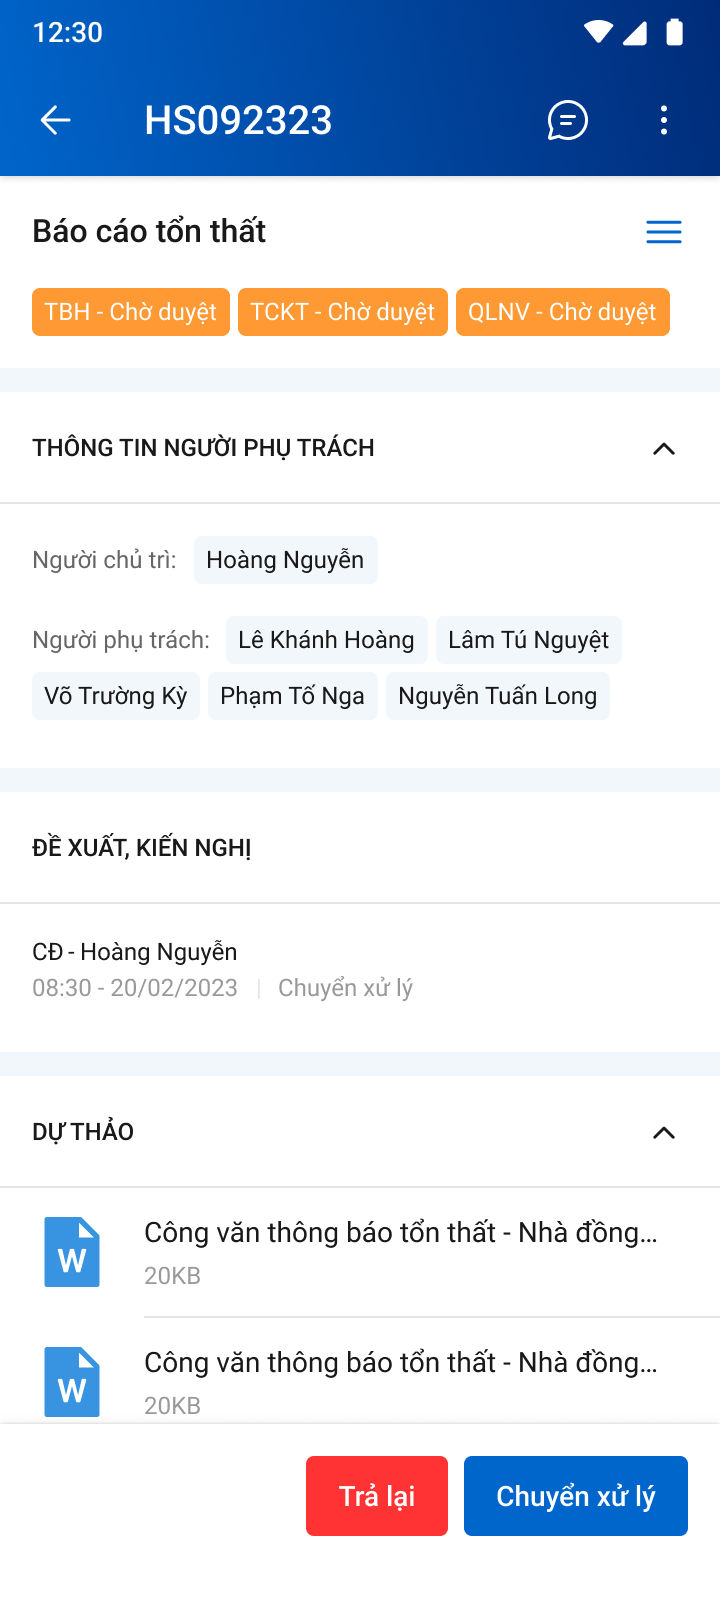 12:30
HS092323
Báo cáo tổn thất
TBH - Chờ duyệt TCKT - Chờ duyệt QLNV - Chờ duyệt
THÔNG TIN NGƯỜI PHỤ TRÁCH
Người chủ trì: Hoàng Nguyễn
Người phụ trách: Lê Khánh Hoàng Lâm Tú Nguyệt
Võ Trường Kỳ Phạm Tố Nga Nguyễn Tuấn Long
ĐỀ XUẤT, KIẾN NGHỊ
CĐ - Hoàng Nguyễn
08:30 - 20/02/2023 Chuyển xử lý
DỰ THẢO
W Công văn thông báo tổn thất - Nhà đồng...
20KB
W Công văn thông báo tổn thất - Nhà đồng...
20KB
Trả lại Chuyển xử lý